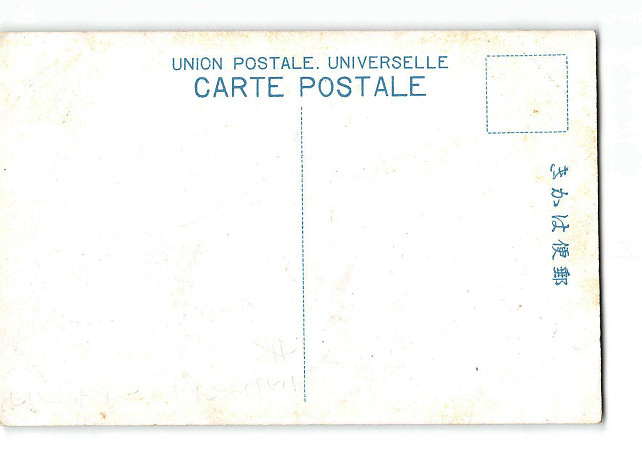 UNION POSTALE. UNIVERSELLE
CARTE POSTALE
郵便はかき